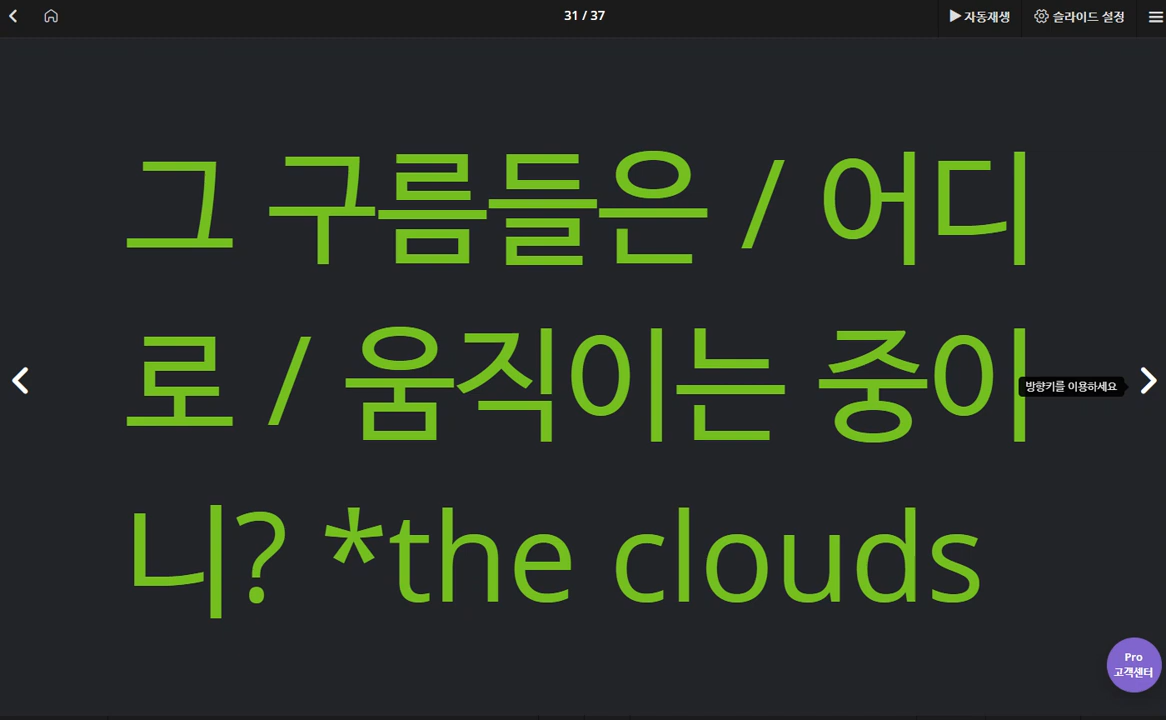 31 / 37
▶ 자동재생
슬라이드 설정
그 구름들은 / 어디
로 / 움직이는 중이
니? *the clouds
방향키를 이용하세요
Pro
고객센터